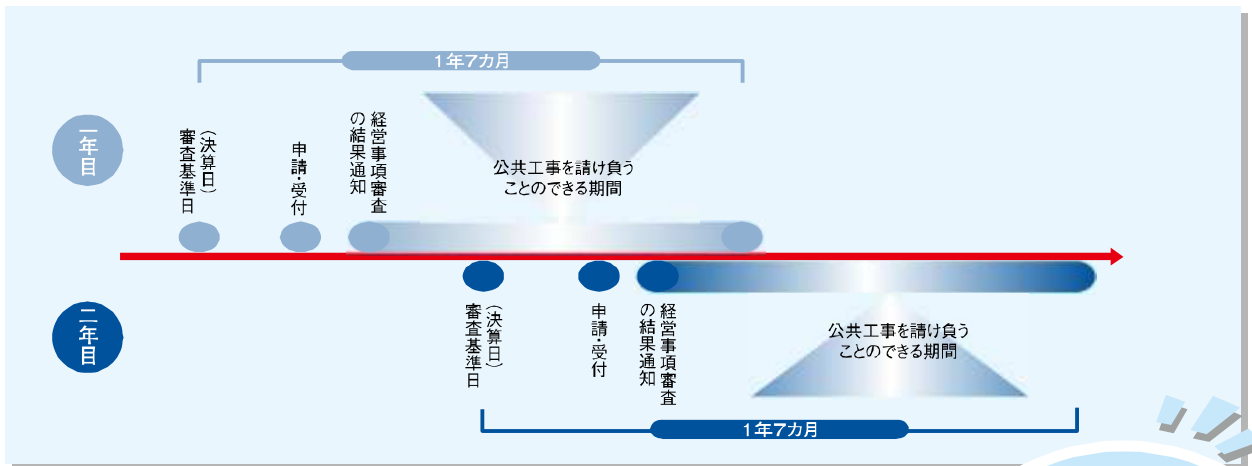 1年7カ月
一年目
審査基準日
（決算日）
申請・受付
経営事項審査
の結果通知
公共工事を請け負う
ことのできる期間
二年目
審査基準日
（決算日）
申請・受付
経営事項審査
の結果通知
公共工事を請け負う
ことのできる期間
1年7カ月